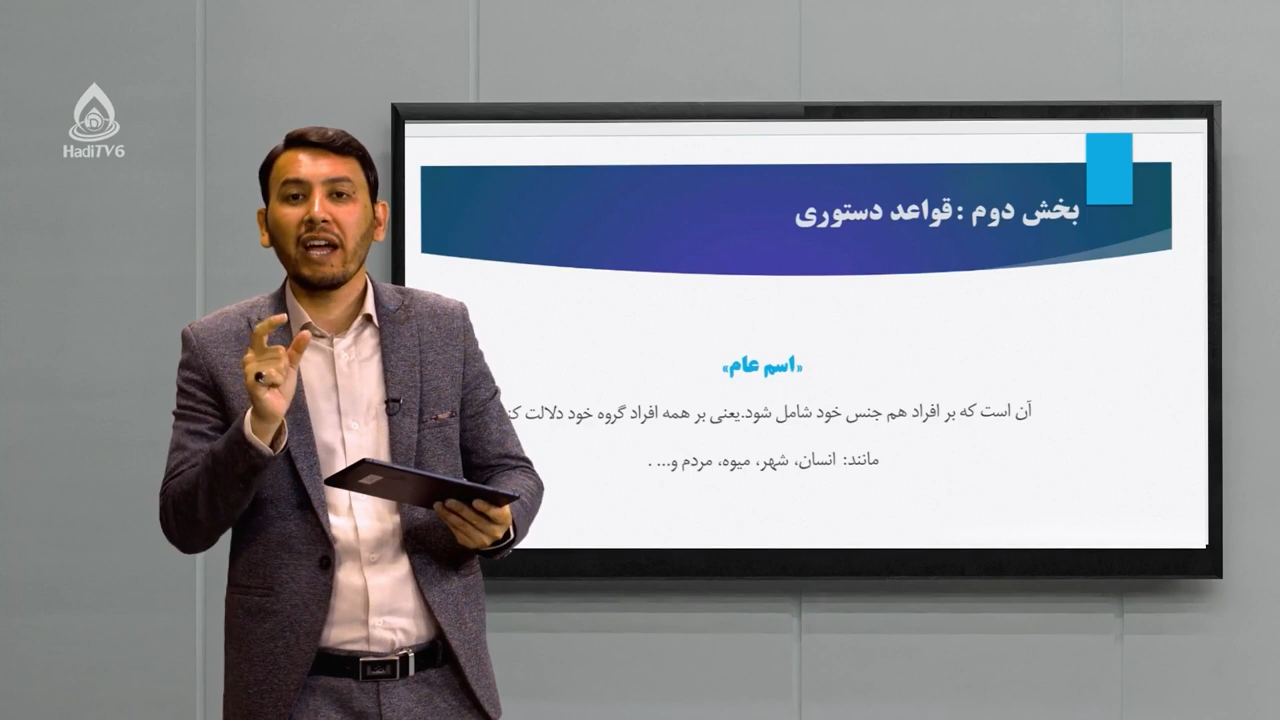 HadiTV6
بخش دوم :قواعد دستوری
«اسم عام»
آن است که بر افراد هم جنس خود شامل شود.یعنی بر همه افراد گروه خود دلالت
مانند: انسان، شهر، میوه، مردم و... .